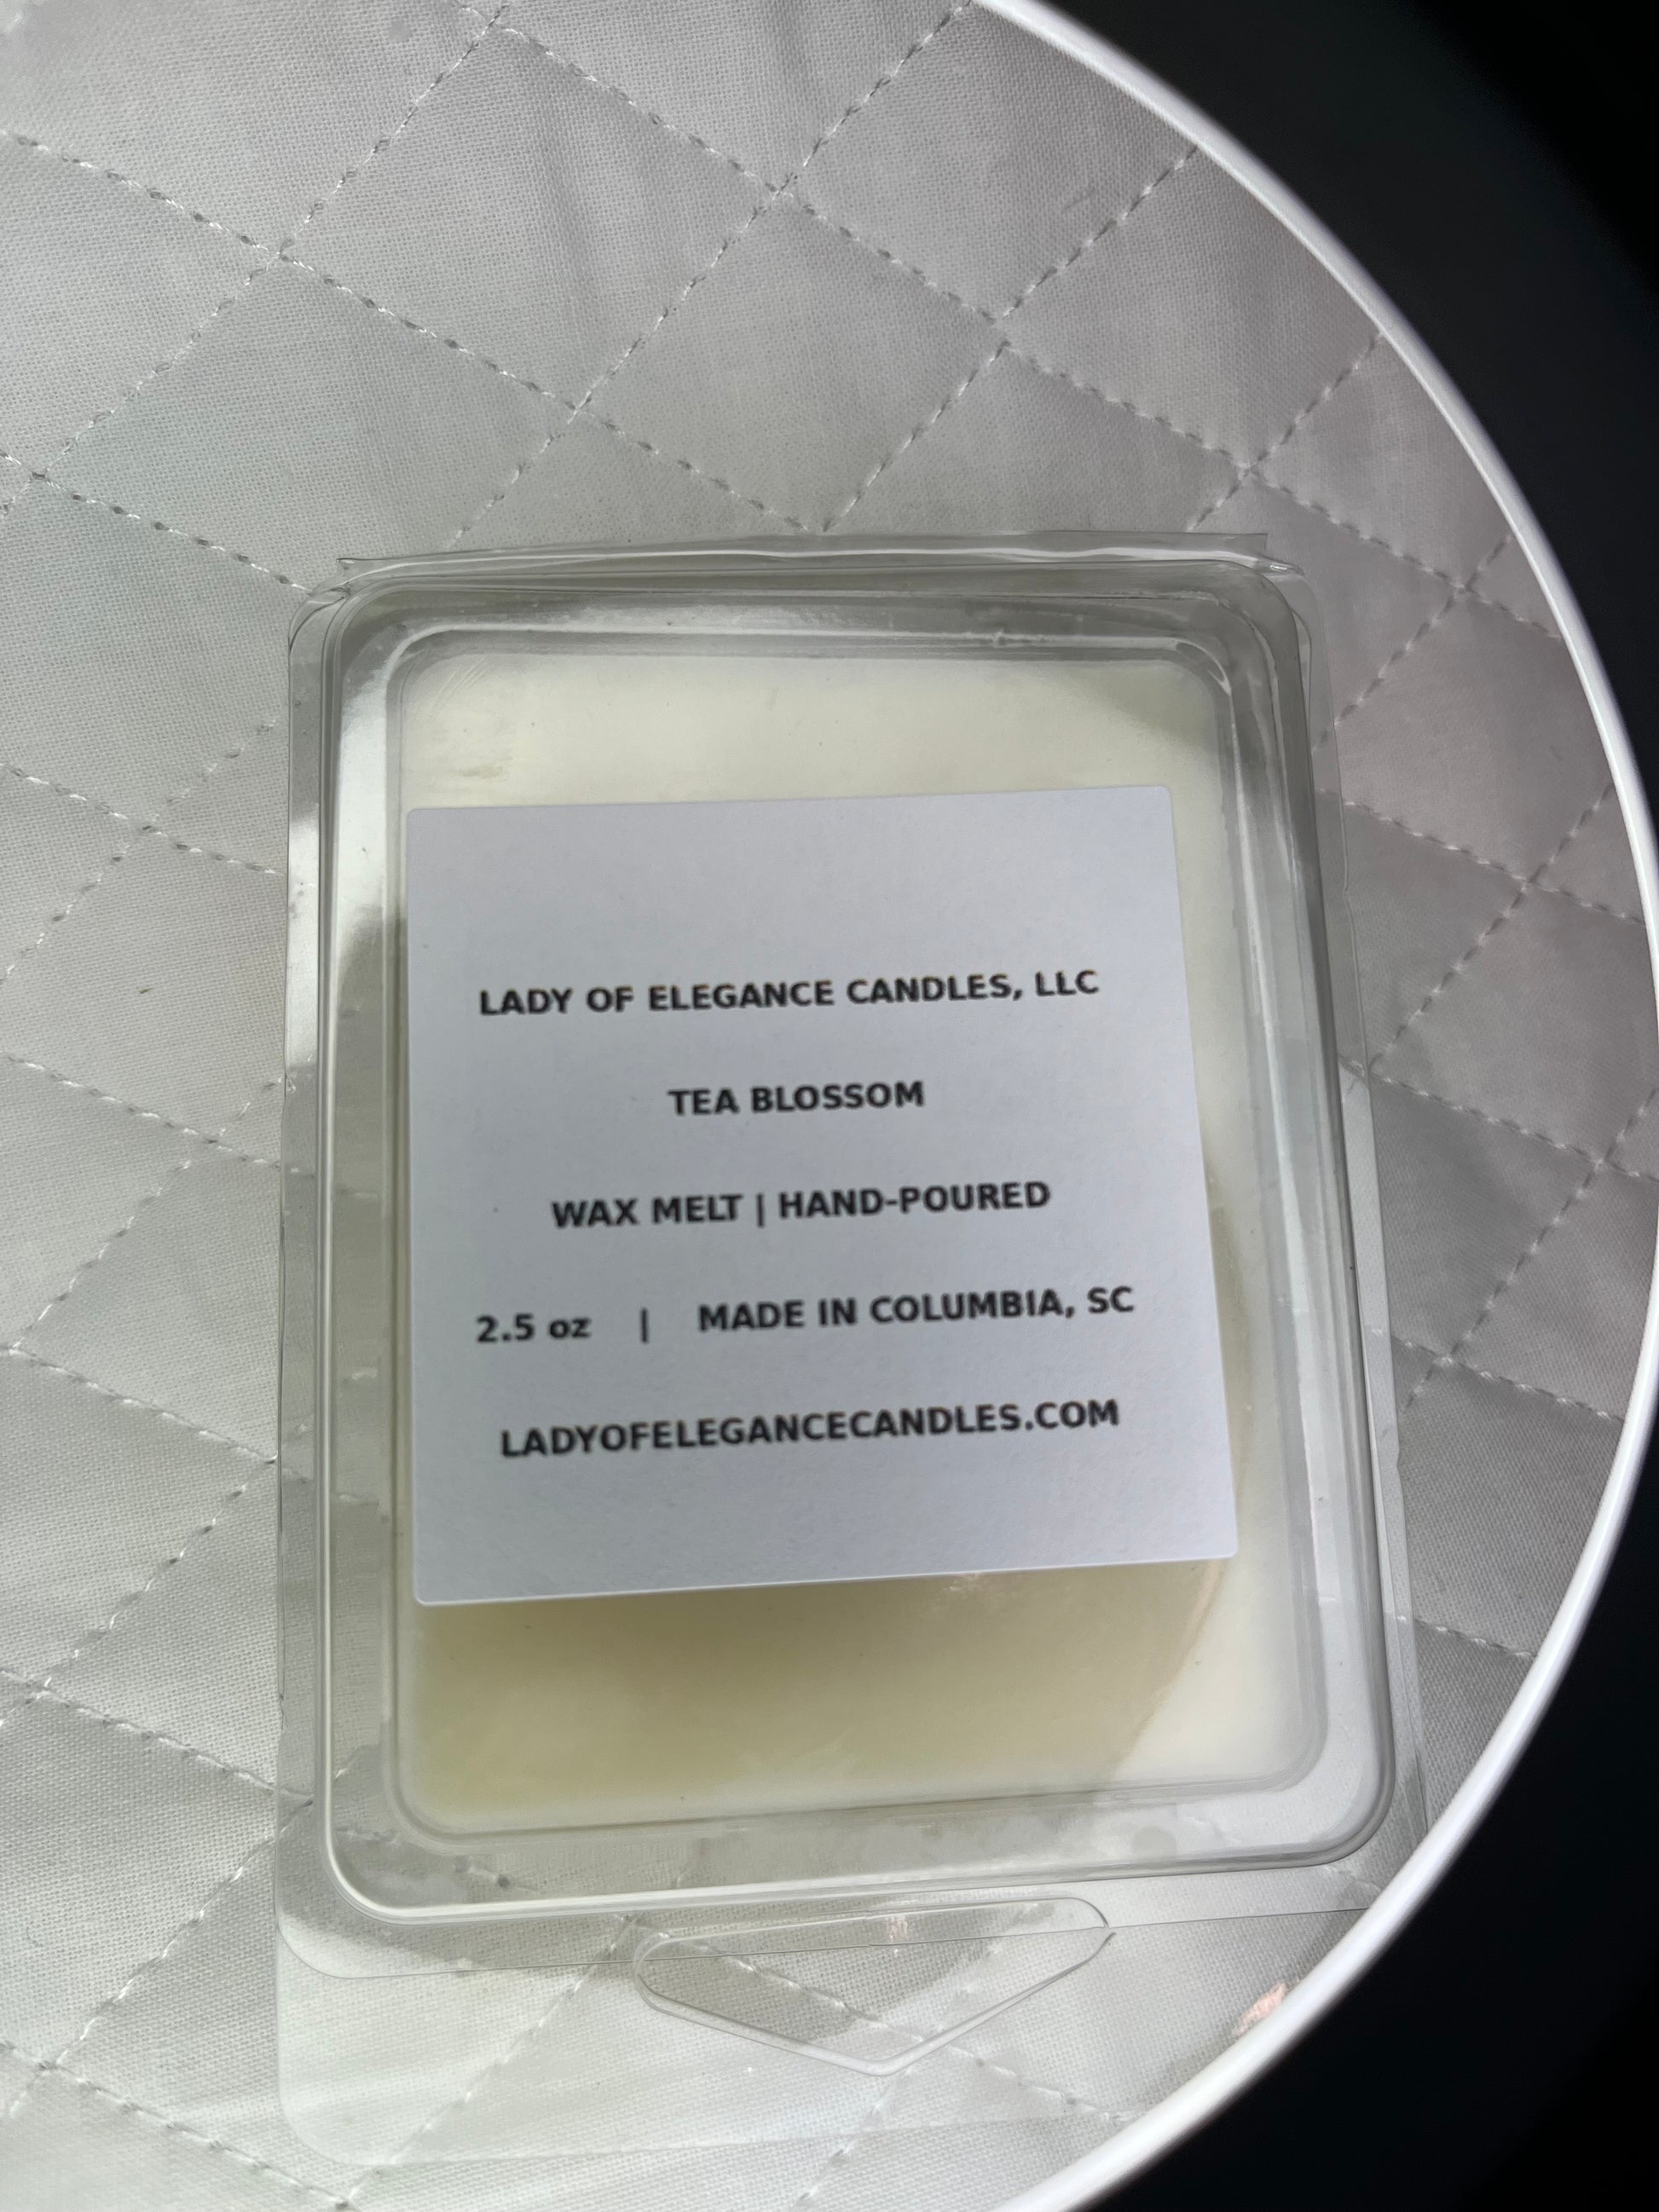 LADY OF ELEGANCE CANDLES, LLC
TEA BLOSSOM
WAX MELT | HAND-POURED
2.5 oz | MADE IN COLUMBIA, SC
LADYOFELEGANCECANDLES.COM